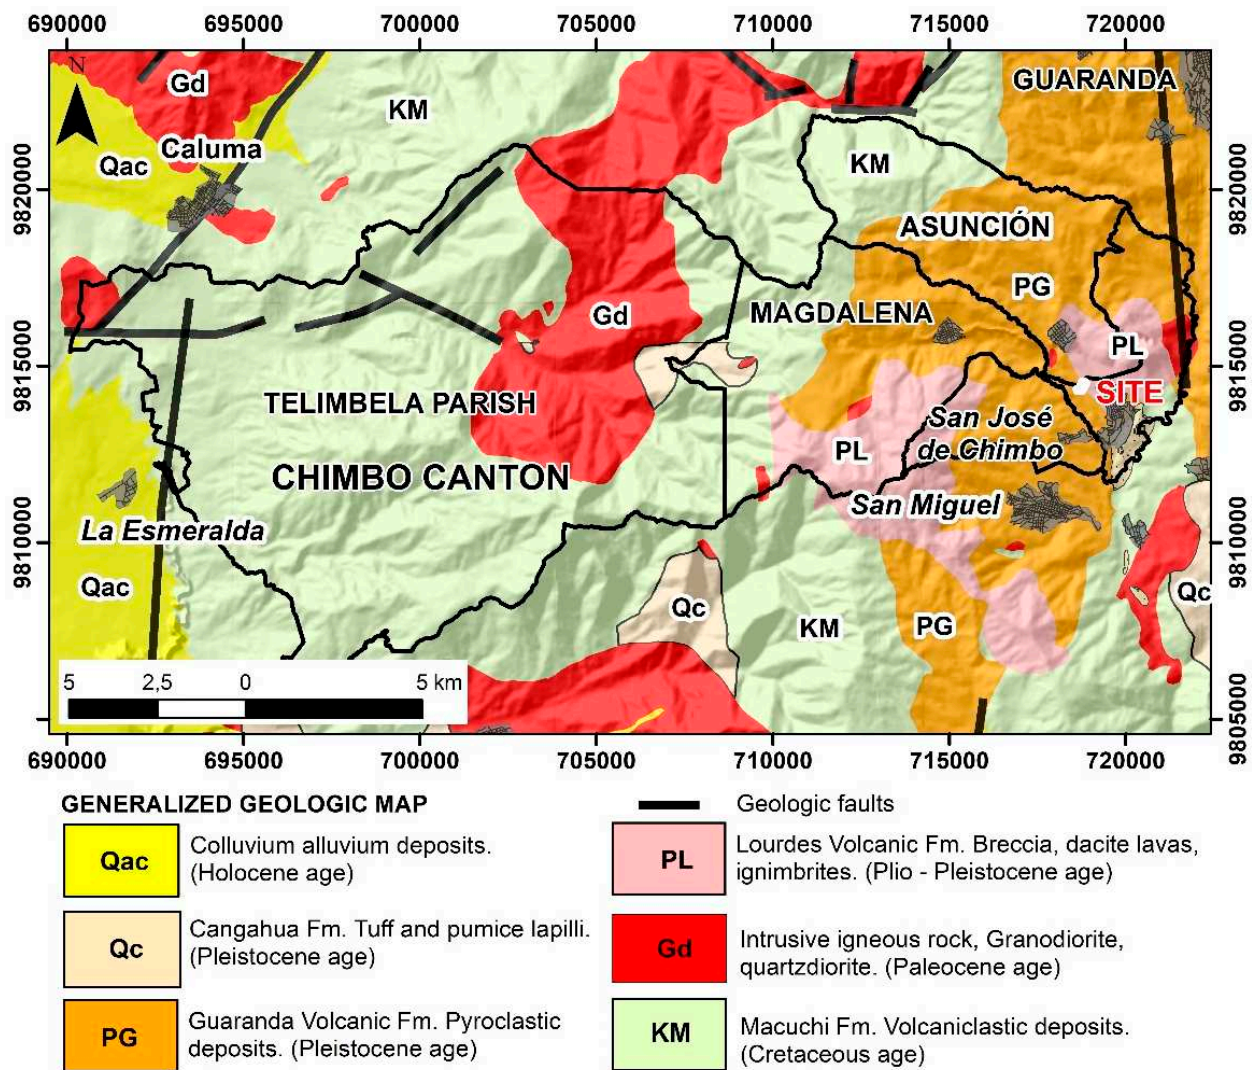 690000 695000 700000 705000 710000 715000 720000
N
Gd
KM
GUARANDA
Qac
Caluma
KM
9820000
9820000
ASUNCIÓN
PG
Gd
MAGDALENA
PL
9815000
9815000
SITE
TELIMBELA PARISH
San José
de Chimbo
PL
CHIMBO CANTON
San Miguel
La Esmeralda
9810000
9810000
Qac
Qc
KM
PG
Qc
5 2,5 0 5 km
9805000
690000 695000 700000 705000 710000 715000 720000
GENERALIZED GEOLOGIC MAP
Qac
Colluvium alluvium deposits.
(Holocene age)
Qc
Cangahua Fm. Tuff and pumice lapilli.
(Pleistocene age)
PG
Guaranda Volcanic Fm. Pyroclastic
deposits. (Pleistocene age)
Geologic faults
PL
Lourdes Volcanic Fm. Breccia, dacite lavas,
ignimbrites. (Plio - Pleistocene age)
Gd
Intrusive igneous rock, Granodiorite,
quartzdiorite. (Paleocene age)
KM
Macuchi Fm. Volcaniclastic deposits.
(Cretaceous age)